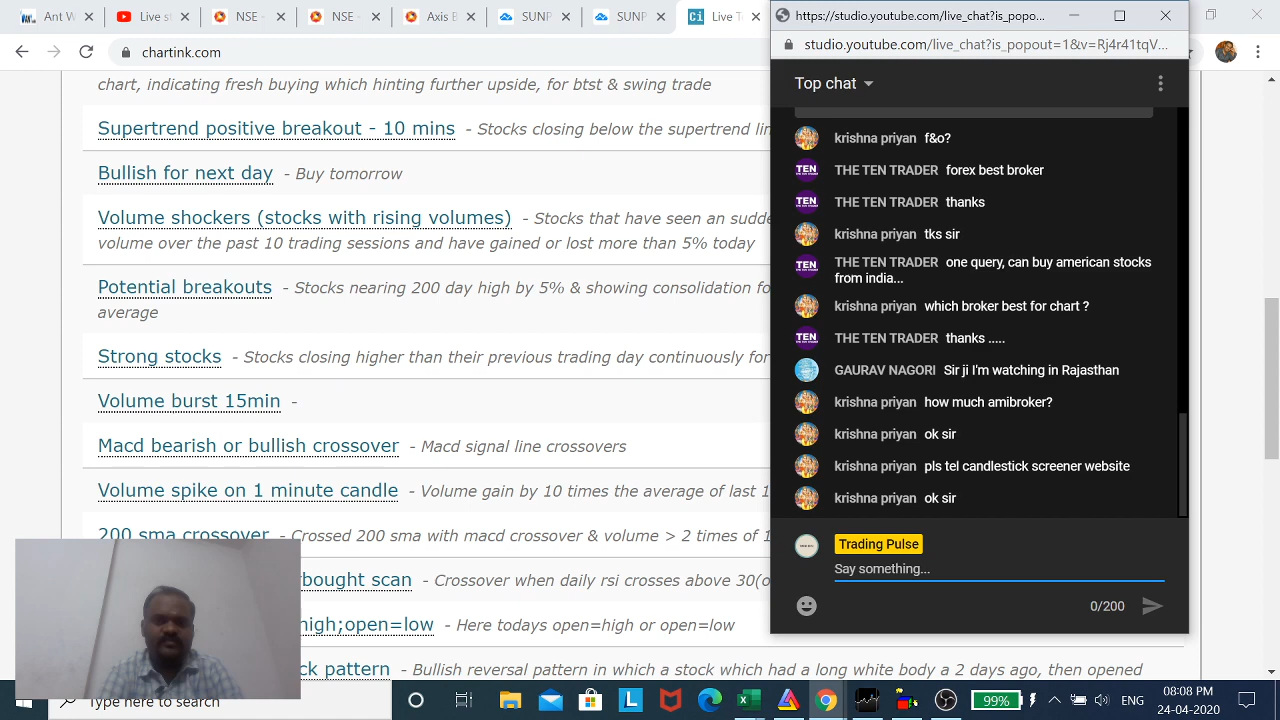 Ant W
Live st
NSE -
NSE -
Axis
SUNP
SUNP
Live T
https://studio.youtube.com/live_chat?is_popo...
chartink.com
studio.youtube.com/live_chat?is_popout=1&v=Rj4r41tqV...
chart, indicating fresh buying which hinting further upside, for btst & swing trade
Supertrend positive breakout - 10 mins - Stocks closing below the supertrend lin
Bullish for next day - Buy tomorrow
Volume shockers (stocks with rising volumes) - Stocks that have seen an sudde
volume over the past 10 trading sessions and have gained or lost more than 5% today
Potential breakouts - Stocks nearing 200 day high by 5% & showing consolidation fo
average
Strong stocks - Stocks closing higher than their previous trading day continuously for
Volume burst 15min -
Macd bearish or bullish crossover - Macd signal line crossovers
Volume spike on 1 minute candle - Volume gain by 10 times the average of last 1
200 sma crossover - Crossed 200 sma with macd crossover & volume > 2 times of 1
bought scan - Crossover when daily rsi crosses above 30(o
high;open=low - Here todays open=high or open=low
ck pattern - Bullish reversal pattern in which a stock which had a long white body a 2 days ago, then opened
Top chat
krishna priyan f&o?
TEN THE TEN TRADER forex best broker
TEN THE TEN TRADER thanks
krishna priyan tks sir
TEN THE TEN TRADER one query, can buy american stocks
from india...
krishna priyan which broker best for chart ?
TEN THE TEN TRADER thanks .....
GAURAV NAGORI Sir ji I'm watching in Rajasthan
krishna priyan how much amibroker?
krishna priyan ok sir
krishna priyan pls tel candlestick screener website
krishna priyan ok sir
Trading Pulse
Say something...
0/200
Type here to search
99%
ENG
08:08 PM
24-04-2020